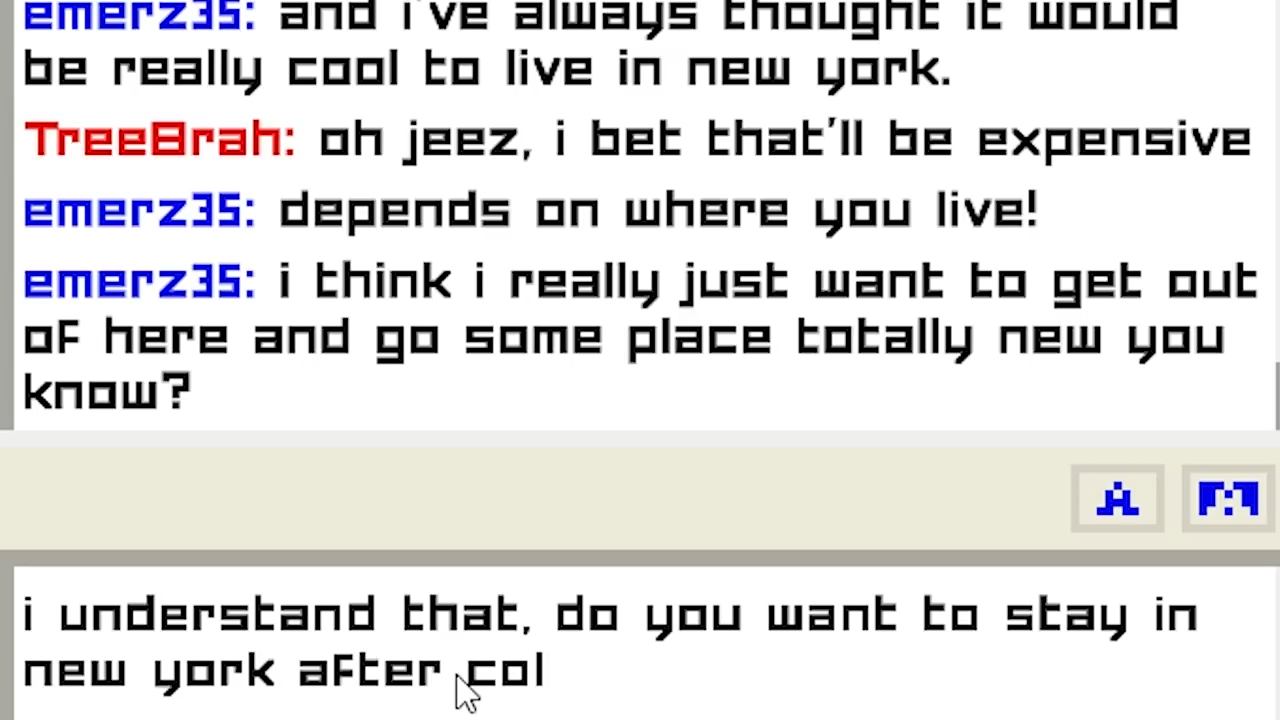 emerz35: and i've always thought it would
be really cool to live in new york.
TreeBrah: oh jeez, i bet that'll be expensive
emerz35: depends on where you live!
emerz35: i think i really just want to get out
of here and go some place totally new you
know?
A
i understand that, do you want to stay in
new york after col